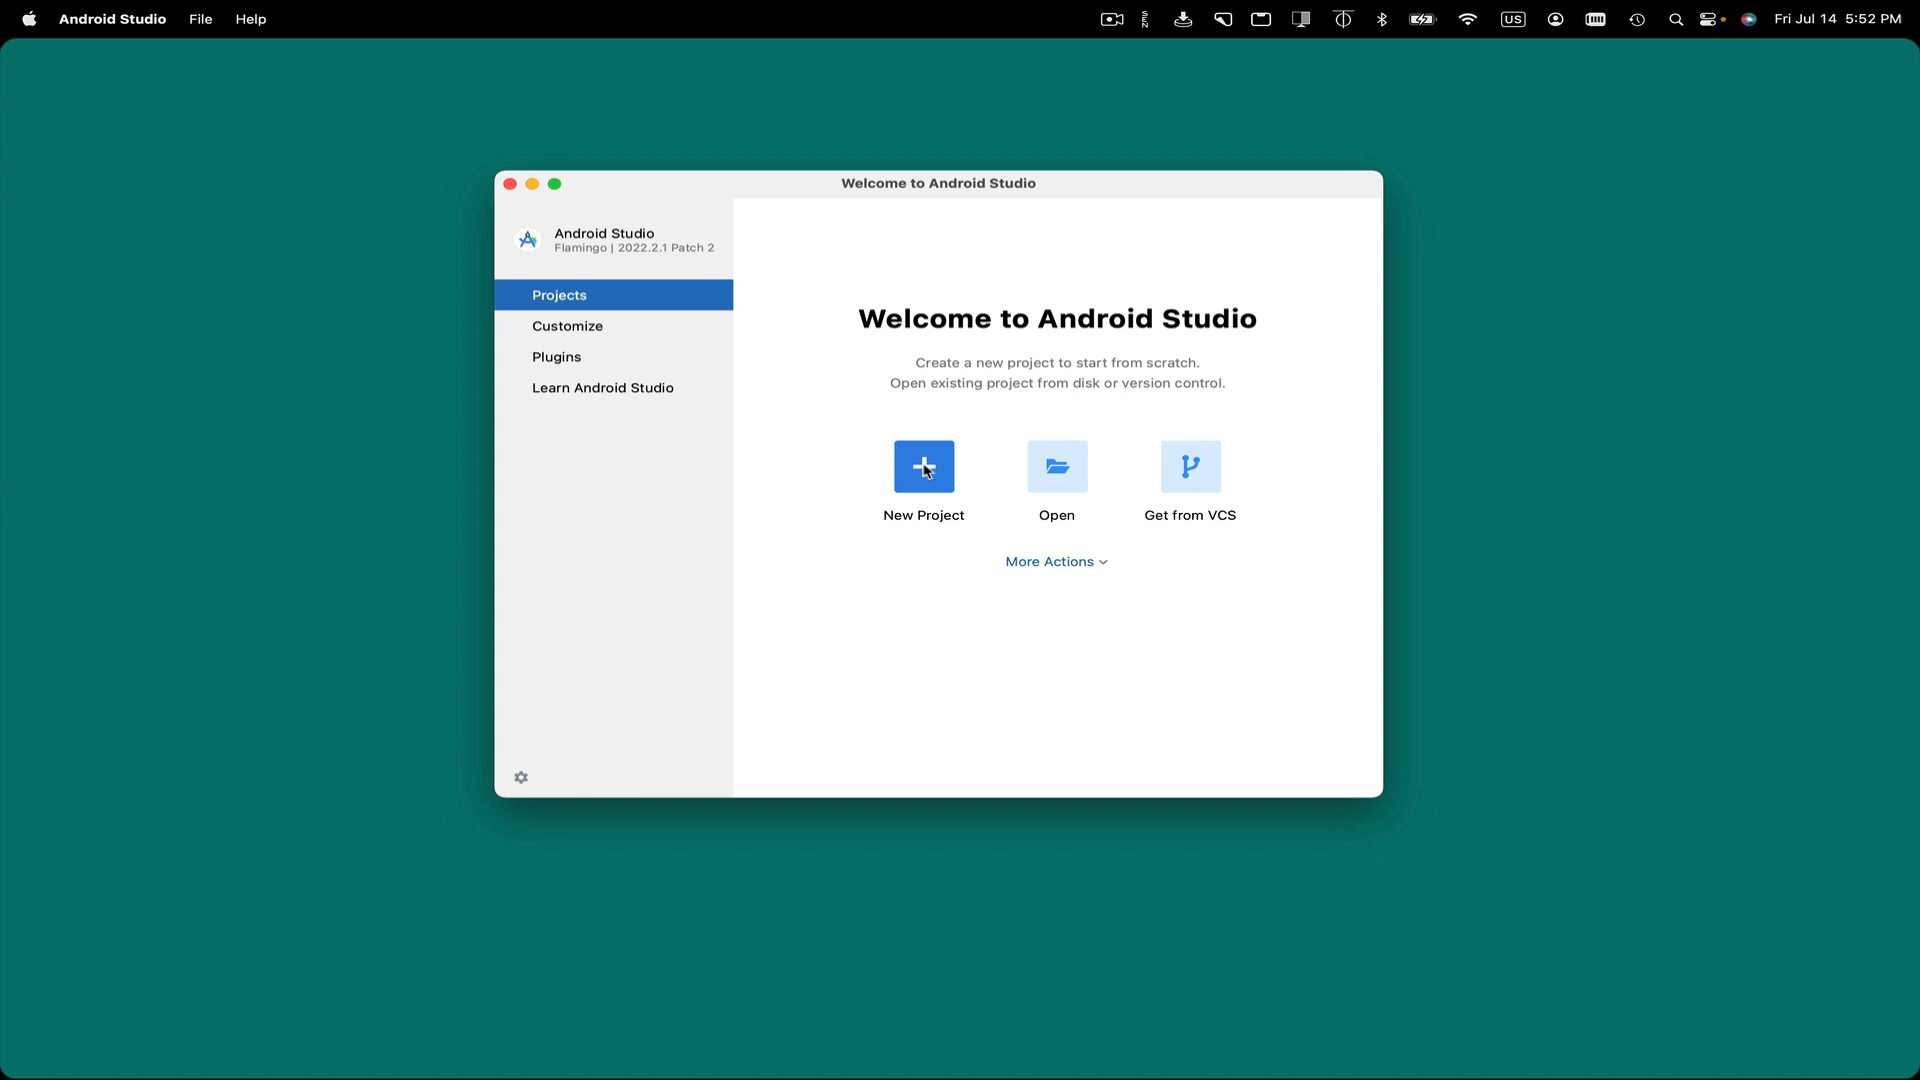 Android Studio File Help
SEN
US
Fri Jul 14 5:52 PM
Welcome to Android Studio
Android Studio
Flamingo | 2022.2.1 Patch 2
Projects
Customize
Plugins
Learn Android Studio
Welcome to Android Studio
Create a new project to start from scratch.
Open existing project from disk or version control.
New Project
Open
Get from VCS
More Actions